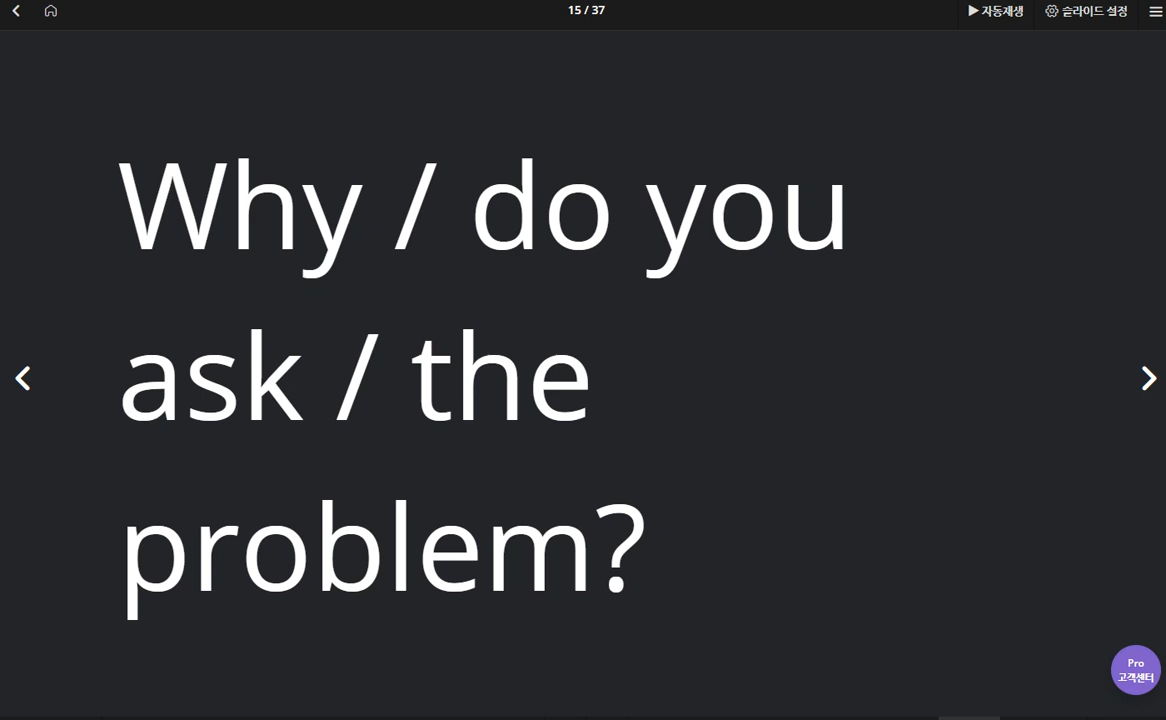 15 / 37
▶ 자동재생
슬라이드 설정
Why / do you
ask / the
problem?
Pro
고객센터